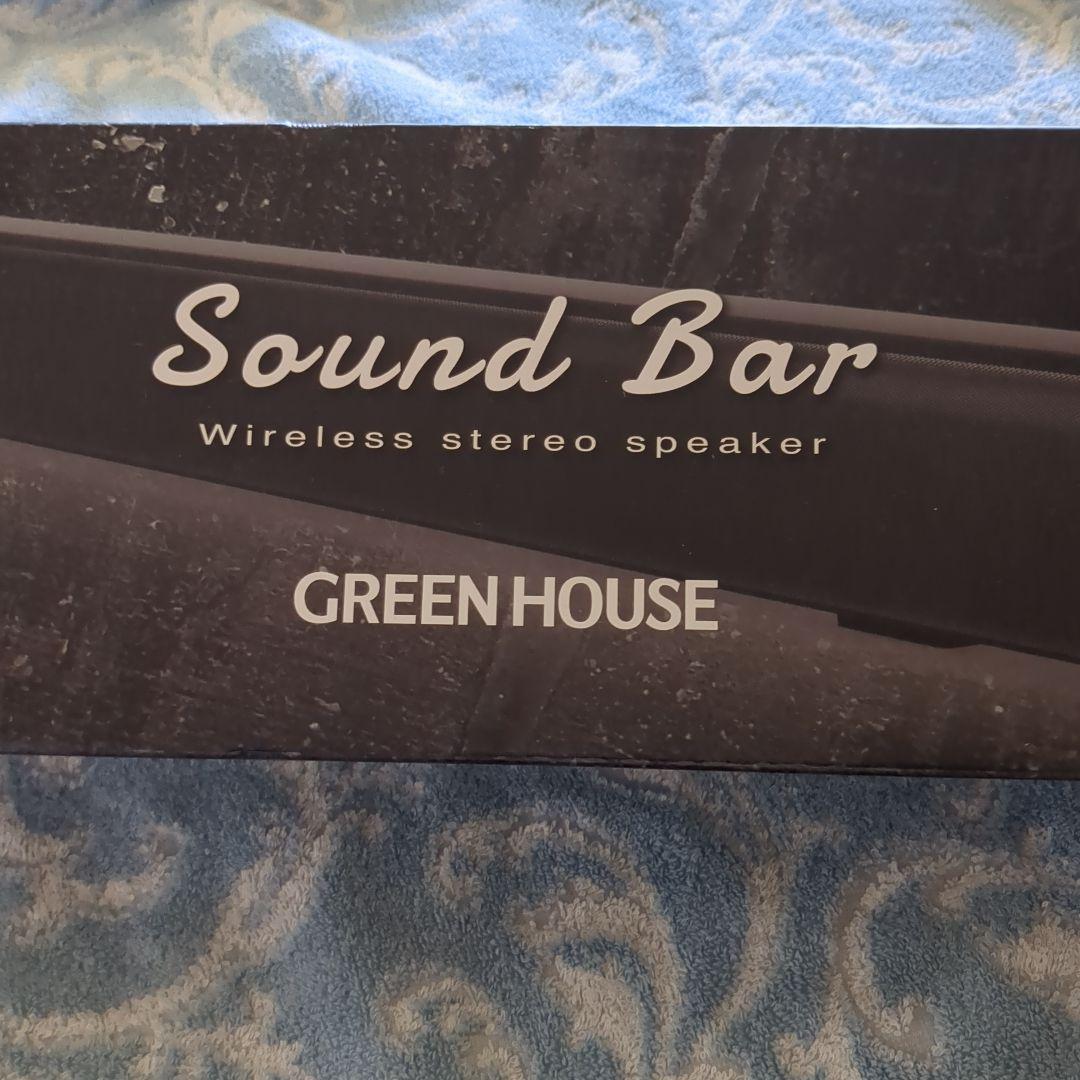 Sound Bar
Wireless stereo speaker
GREEN HOUSE